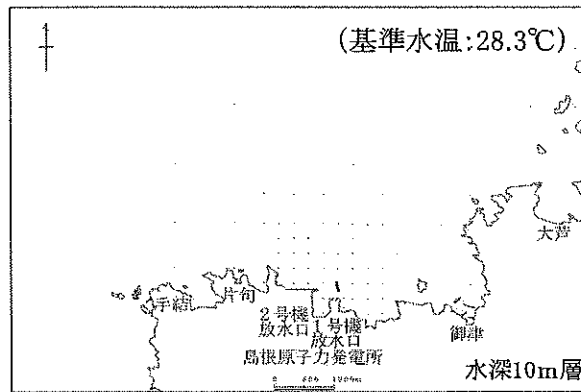 (基準水温:28.3℃)
大芦
手結
片句
2号機
放水口
1号機
放水口
御津
島根原子力発電所
水深10m層